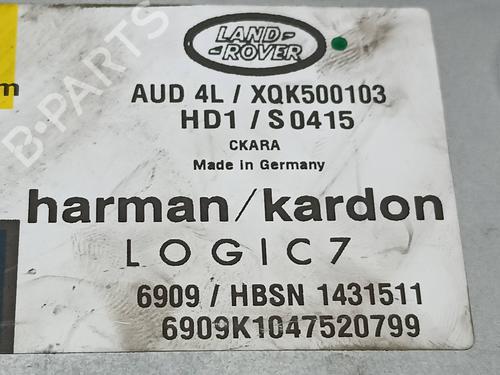 LAND-
-ROVER
m
AUD 4L / XQK500103
HD1 / S0415
CKARA
Made in Germany
harman/kardon
LOGIC7
6909 / HBSN 1431511
6909K1047520799
B-PARTS